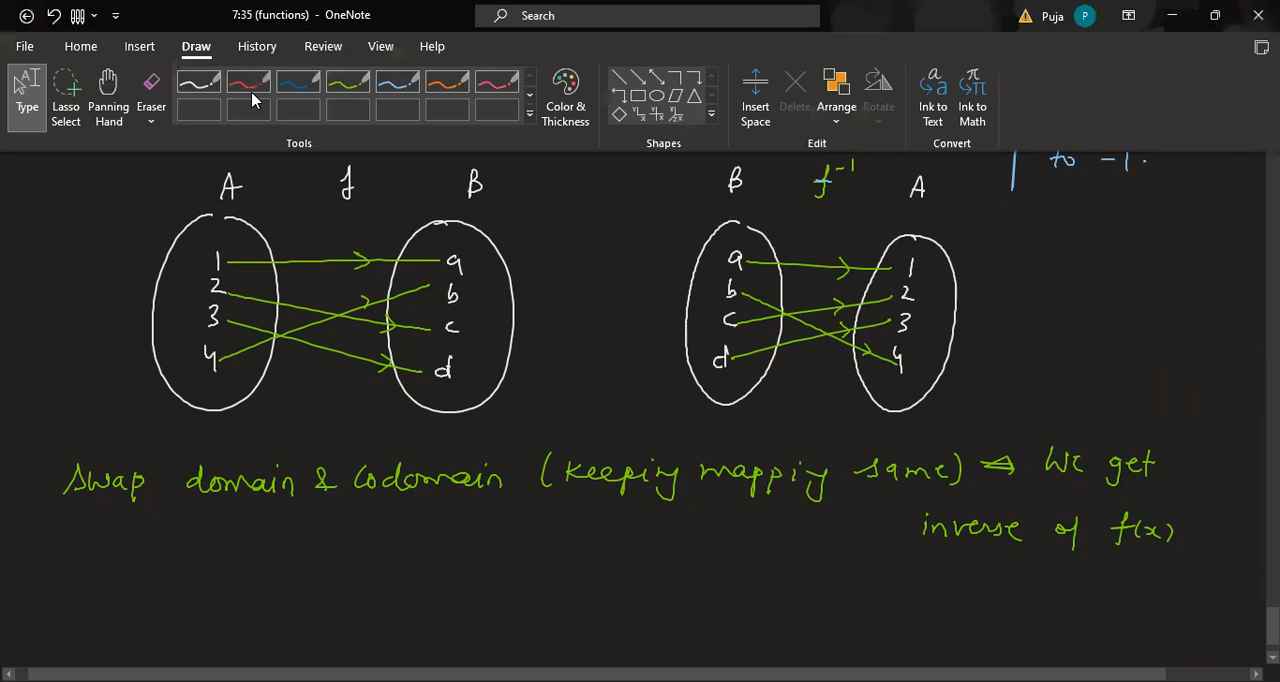 7:35 (functions) - OneNote
Search
Puja P
File Home Insert Draw History Review View Help
Type
Lasso Select
Panning Hand
Eraser
Color & Thickness
Insert Space
Delete
Arrange
Rotate
Ink to Text
Ink to Math
Tools
Shapes
Edit
Convert
to -1.
A f B
1 a
2 b
3 c
4 d
B f⁻¹ A
a 1
b 2
c 3
d 4
Swap domain & codomain (keeping mapping same) ⇒ We get
inverse of f(x)